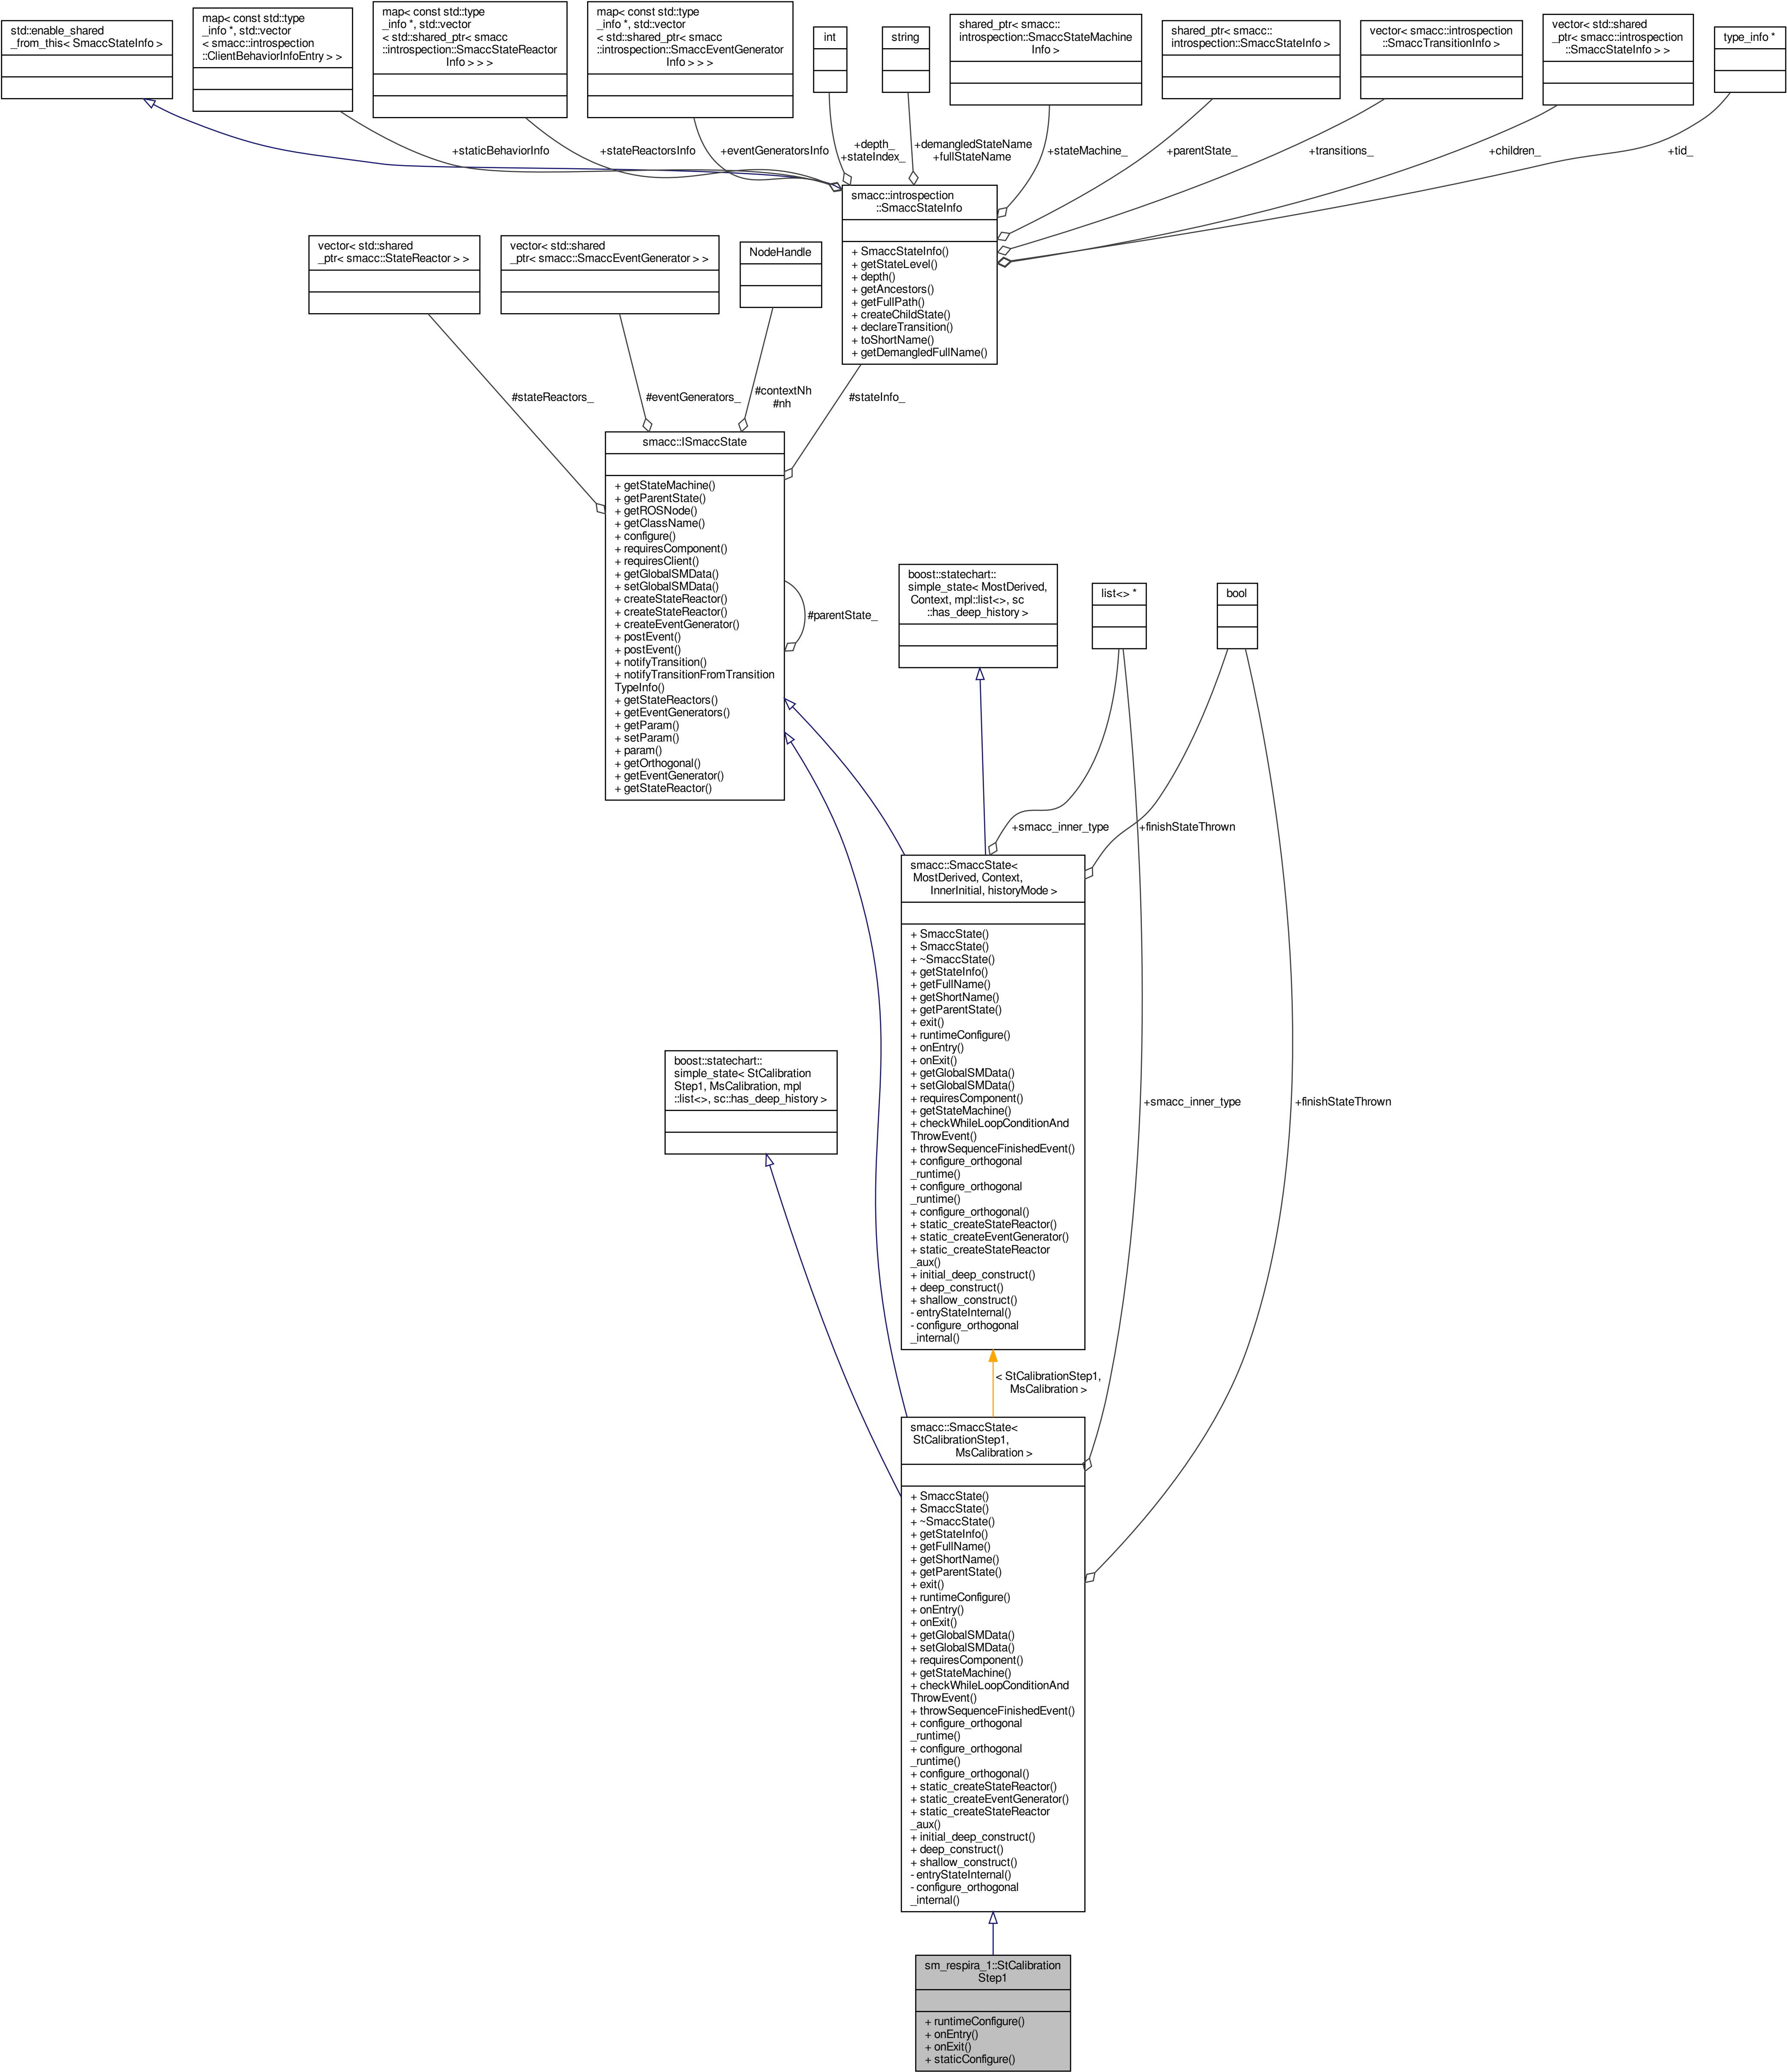 std::enable_shared
_from_this< SmaccStateInfo >
map< const std::type
_info *, std::vector
< smacc::introspection
::ClientBehaviorInfoEntry > >
map< const std::type
_info *, std::vector
< std::shared_ptr< smacc
::introspection::SmaccStateReactor
Info > > >
map< const std::type
_info *, std::vector
< std::shared_ptr< smacc
::introspection::SmaccEventGenerator
Info > > >
int
string
shared_ptr< smacc::
introspection::SmaccStateMachine
Info >
shared_ptr< smacc::
introspection::SmaccStateInfo >
vector< smacc::introspection
::SmaccTransitionInfo >
vector< std::shared
_ptr< smacc::introspection
::SmaccStateInfo > >
type_info *
+staticBehaviorInfo
+stateReactorsInfo
+eventGeneratorsInfo
+depth_
+stateIndex_
+demangledStateName
+fullStateName
+stateMachine_
+parentState_
+transitions_
+children_
+tid_
smacc::introspection
::SmaccStateInfo
+ SmaccStateInfo()
+ getStateLevel()
+ depth()
+ getAncestors()
+ getFullPath()
+ createChildState()
+ declareTransition()
+ toShortName()
+ getDemangledFullName()
vector< std::shared
_ptr< smacc::StateReactor > >
vector< std::shared
_ptr< smacc::SmaccEventGenerator > >
NodeHandle
#stateReactors_
#eventGenerators_
#contextNh
#nh
#stateInfo_
smacc::ISmaccState
+ getStateMachine()
+ getParentState()
+ getROSNode()
+ getClassName()
+ configure()
+ requiresComponent()
+ requiresClient()
+ getGlobalSMData()
+ setGlobalSMData()
+ createStateReactor()
+ createStateReactor()
+ createEventGenerator()
+ postEvent()
+ postEvent()
+ notifyTransition()
+ notifyTransitionFromTransition
TypeInfo()
+ getStateReactors()
+ getEventGenerators()
+ getParam()
+ setParam()
+ param()
+ getOrthogonal()
+ getEventGenerator()
+ getStateReactor()
#parentState_
boost::statechart::
simple_state< MostDerived,
Context, mpl::list<>, sc
::has_deep_history >
list<> *
bool
+smacc_inner_type
+finishStateThrown
smacc::SmaccState<
MostDerived, Context,
InnerInitial, historyMode >
+ SmaccState()
+ SmaccState()
+ ~SmaccState()
+ getStateInfo()
+ getFullName()
+ getShortName()
+ getParentState()
+ exit()
+ runtimeConfigure()
+ onEntry()
+ onExit()
+ getGlobalSMData()
+ setGlobalSMData()
+ requiresComponent()
+ getStateMachine()
+ checkWhileLoopConditionAnd
ThrowEvent()
+ throwSequenceFinishedEvent()
+ configure_orthogonal
_runtime()
+ configure_orthogonal
_runtime()
+ configure_orthogonal()
+ static_createStateReactor()
+ static_createEventGenerator()
+ static_createStateReactor
_aux()
+ initial_deep_construct()
+ deep_construct()
+ shallow_construct()
- entryStateInternal()
- configure_orthogonal
_internal()
boost::statechart::
simple_state< StCalibration
Step1, MsCalibration, mpl
::list<>, sc::has_deep_history >
+smacc_inner_type
+finishStateThrown
< StCalibrationStep1,
MsCalibration >
smacc::SmaccState<
StCalibrationStep1,
MsCalibration >
+ SmaccState()
+ SmaccState()
+ ~SmaccState()
+ getStateInfo()
+ getFullName()
+ getShortName()
+ getParentState()
+ exit()
+ runtimeConfigure()
+ onEntry()
+ onExit()
+ getGlobalSMData()
+ setGlobalSMData()
+ requiresComponent()
+ getStateMachine()
+ checkWhileLoopConditionAnd
ThrowEvent()
+ throwSequenceFinishedEvent()
+ configure_orthogonal
_runtime()
+ configure_orthogonal
_runtime()
+ configure_orthogonal()
+ static_createStateReactor()
+ static_createEventGenerator()
+ static_createStateReactor
_aux()
+ initial_deep_construct()
+ deep_construct()
+ shallow_construct()
- entryStateInternal()
- configure_orthogonal
_internal()
sm_respira_1::StCalibration
Step1
+ runtimeConfigure()
+ onEntry()
+ onExit()
+ staticConfigure()